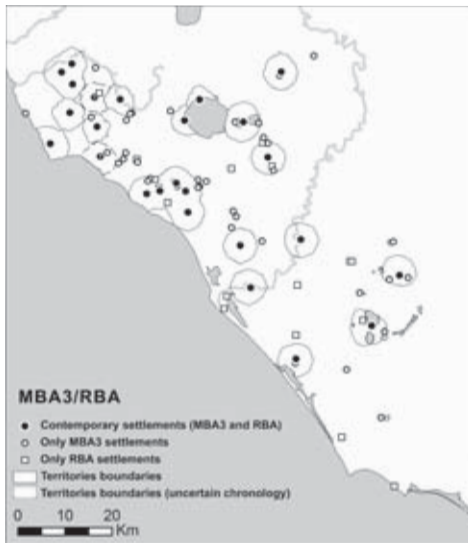 MBA3/RBA
Contemporary settlements (MBA3 and RBA)
Only MBA3 settlements
Only RBA settlements
Territories boundaries
Territories boundaries (uncertain chronology)
0 10 20
Km